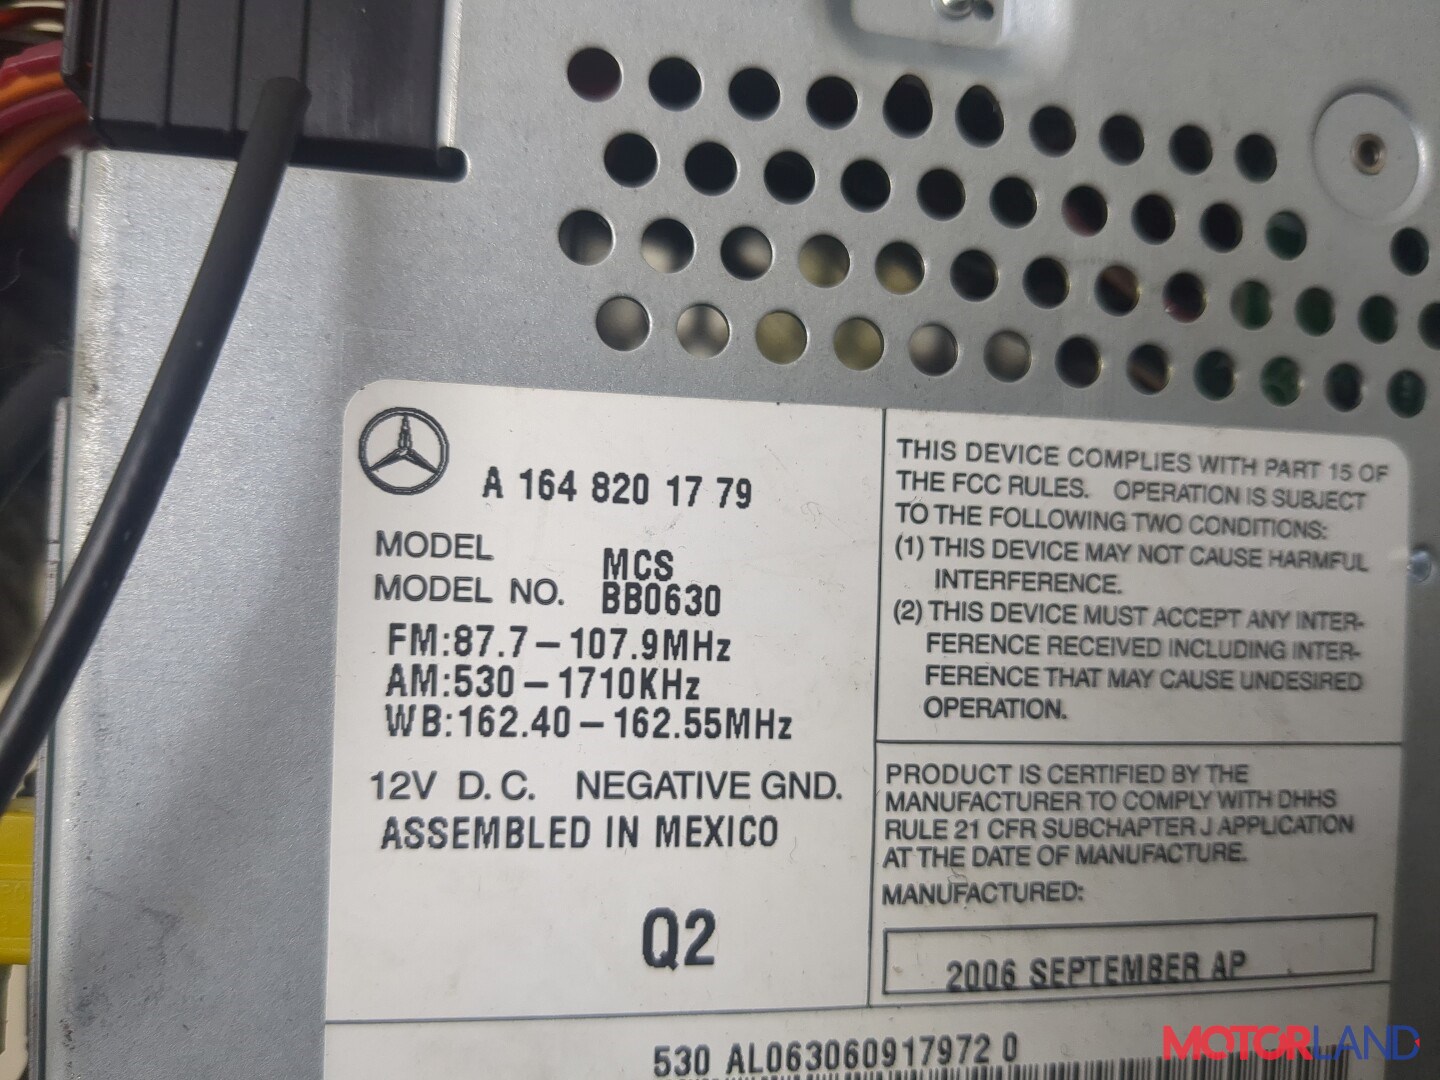 A 164 820 17 79
MODEL MCS
MODEL NO. BB0630
FM:87.7-107.9MHz
AM:530-1710KHz
WB:162.40-162.55MHz
12V D.C. NEGATIVE GND.
ASSEMBLED IN MEXICO
Q2
THIS DEVICE COMPLIES WITH PART 15 OF
THE FCC RULES. OPERATION IS SUBJECT
TO THE FOLLOWING TWO CONDITIONS:
(1) THIS DEVICE MAY NOT CAUSE HARMFUL
INTERFERENCE.
(2) THIS DEVICE MUST ACCEPT ANY INTER-
FERENCE RECEIVED INCLUDING INTER-
FERENCE THAT MAY CAUSE UNDESIRED
OPERATION.
PRODUCT IS CERTIFIED BY THE
MANUFACTURER TO COMPLY WITH DHHS
RULE 21 CFR SUBCHAPTER J APPLICATION
AT THE DATE OF MANUFACTURE.
MANUFACTURED:
2006 SEPTEMBER AP
530 AL063060917972 0
MOTORLAND